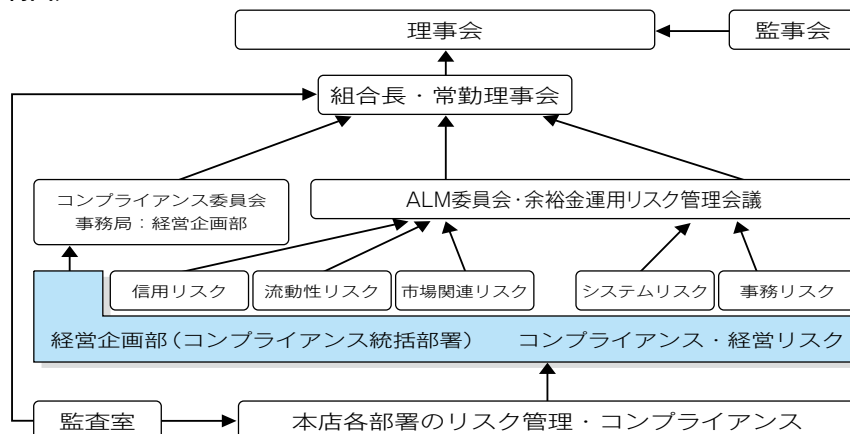 理事会
監事会
組合長・常勤理事会
コンプライアンス委員会
事務局：経営企画部
ALM委員会・余裕金運用リスク管理会議
信用リスク
流動性リスク
市場関連リスク
システムリスク
事務リスク
経営企画部（コンプライアンス統括部署） コンプライアンス・経営リスク
監査室
本店各部署のリスク管理・コンプライアンス